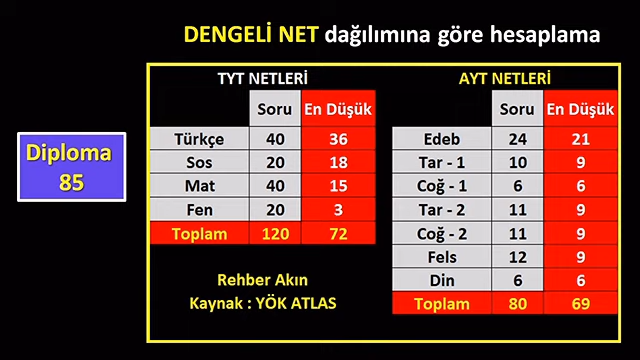 DENGELİ NET dağılımına göre hesaplama
Diploma
85
TYT NETLERİ
Soru En Düşük
Türkçe 40 36
Sos 20 18
Mat 40 15
Fen 20 3
Toplam 120 72
Rehber Akın
Kaynak : YÖK ATLAS
AYT NETLERİ
Soru En Düşük
Edeb 24 21
Tar - 1 10 9
Coğ - 1 6 6
Tar - 2 11 9
Coğ - 2 11 9
Fels 12 9
Din 6 6
Toplam 80 69